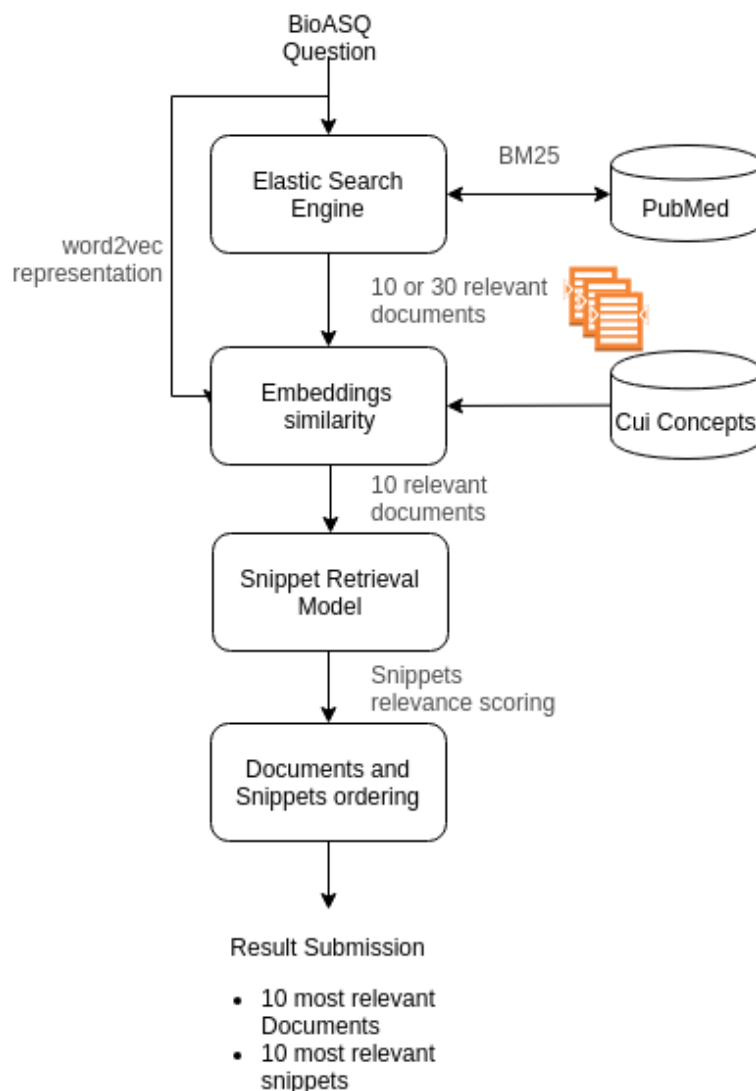 BioASQ
Question
Elastic Search
Engine
BM25
PubMed
word2vec
representation
10 or 30 relevant
documents
Embeddings
similarity
Cui Concepts
10 relevant
documents
Snippet Retrieval
Model
Snippets
relevance scoring
Documents and
Snippets ordering
Result Submission
• 10 most relevant
Documents
• 10 most relevant
snippets